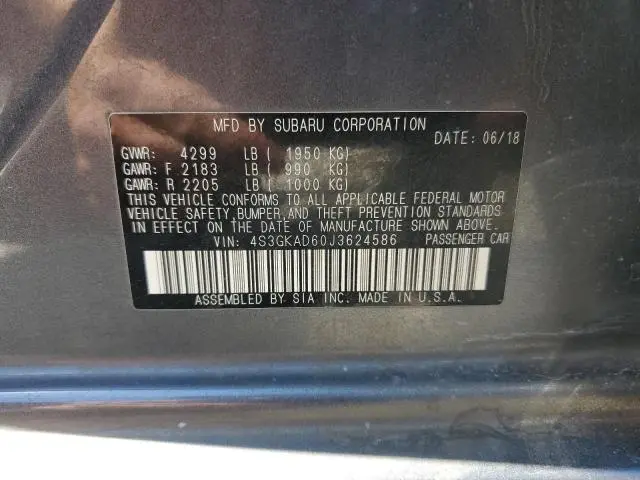 MFD BY SUBARU CORPORATION
DATE: 06/18
GVWR: 4299 LB ( 1950 KG)
GAWR: F 2183 LB ( 990 KG)
GAWR: R 2205 LB ( 1000 KG)
THIS VEHICLE CONFORMS TO ALL APPLICABLE FEDERAL MOTOR
VEHICLE SAFETY,BUMPER,AND THEFT PREVENTION STANDARDS
IN EFFECT ON THE DATE OF MANUFACTURE SHOWN ABOVE.
VIN: 4S3GKAD60J3624586 PASSENGER CAR
ASSEMBLED BY SIA INC. MADE IN U.S.A.